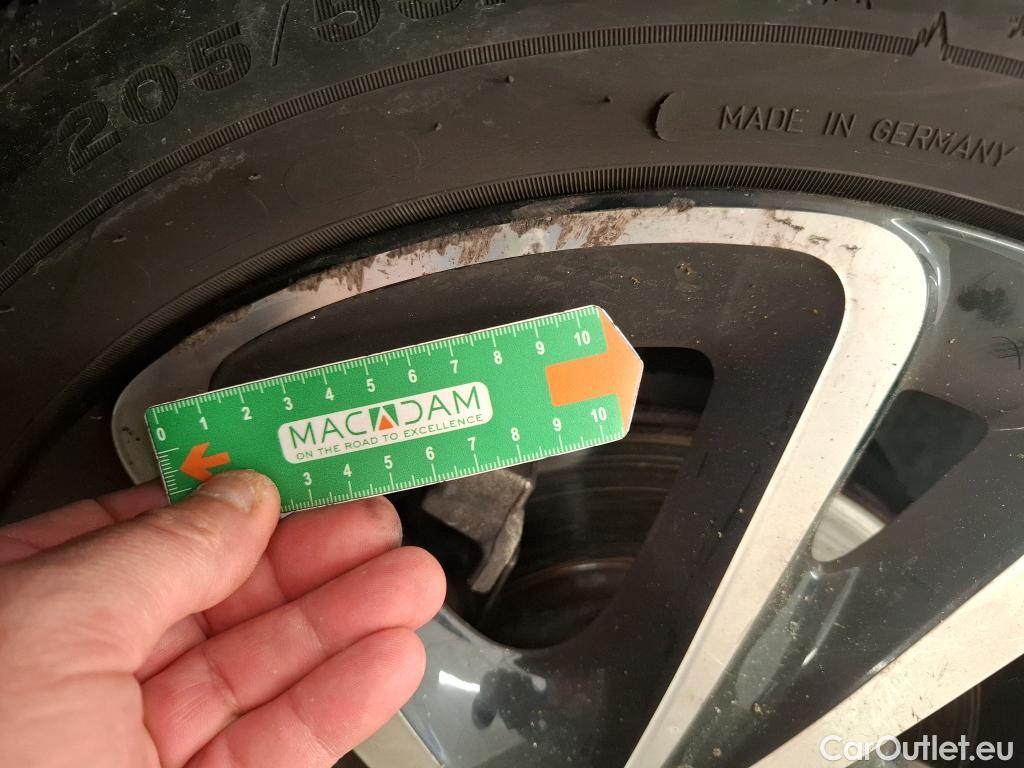 205/55
MADE IN GERMANY
0 1 2 3 4 5 6 7 8 9 10
MACADAM
ON THE ROAD TO EXCELLENCE
3 4 5 6 7 8 9 10
CarOutlet.eu